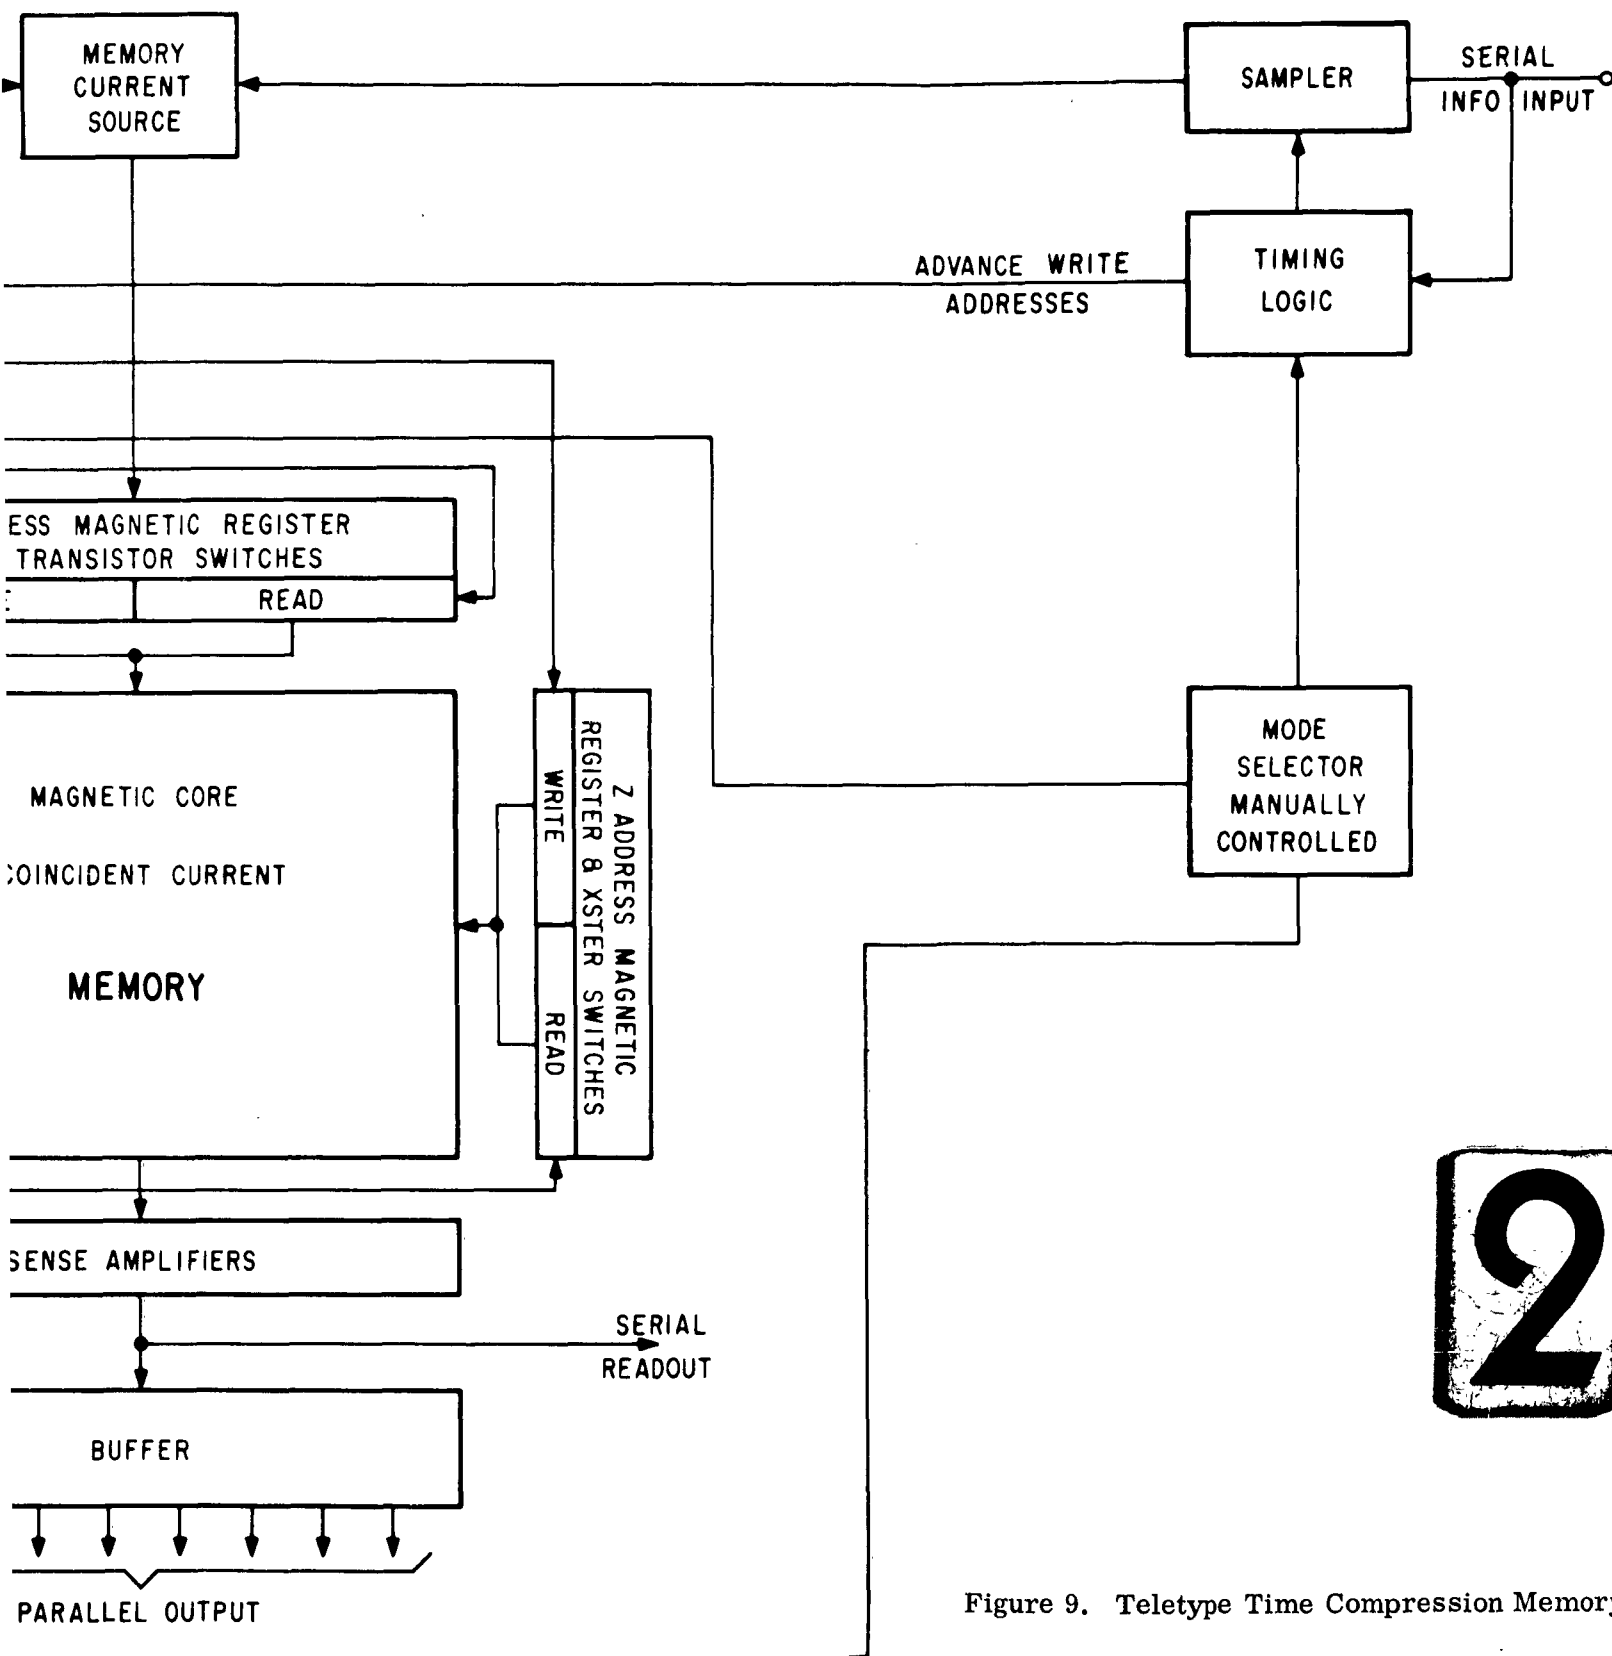 MEMORY
CURRENT
SOURCE
SAMPLER
SERIAL
INFO INPUT
TIMING
LOGIC
ADVANCE WRITE
ADDRESSES
ESS MAGNETIC REGISTER
TRANSISTOR SWITCHES
READ
MODE
SELECTOR
MANUALLY
CONTROLLED
Z ADDRESS MAGNETIC
REGISTER & XSTER SWITCHES
WRITE
READ
MAGNETIC CORE
COINCIDENT CURRENT
MEMORY
SENSE AMPLIFIERS
SERIAL
READOUT
BUFFER
PARALLEL OUTPUT
2
Figure 9. Teletype Time Compression Memory